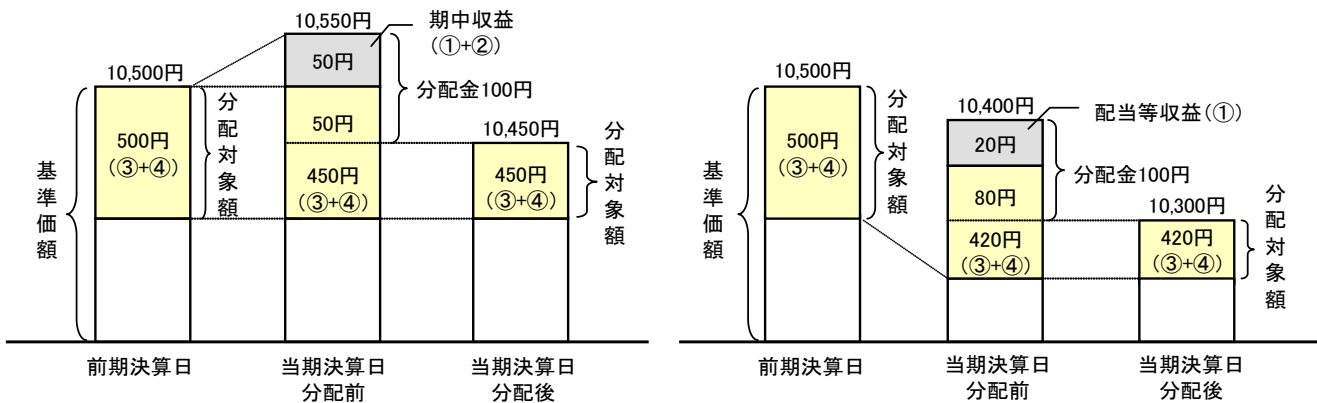 10,550円
期中収益
(①+②)
50円
10,500円
分配金100円
分配対象額
50円
10,450円
500円
(③+④)
450円
(③+④)
450円
(③+④)
分配対象額
基準価額
前期決算日
当期決算日
分配前
当期決算日
分配後
10,500円
分配対象額
10,400円
配当等収益(①)
500円
(③+④)
20円
分配金100円
80円
10,300円
420円
(③+④)
420円
(③+④)
分配対象額
基準価額
前期決算日
当期決算日
分配前
当期決算日
分配後